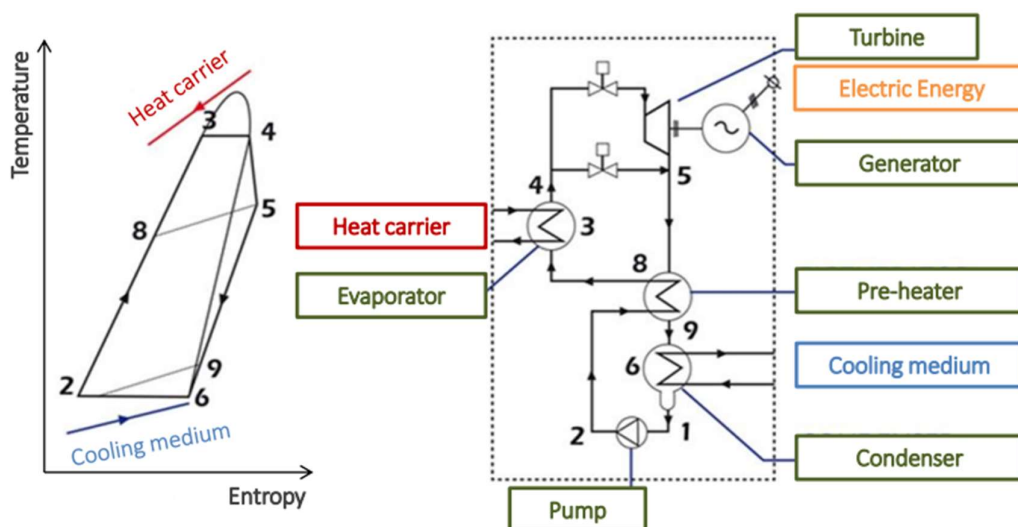 Temperature
Heat carrier
3
4
8
5
9
2
6
Cooling medium
Entropy
Turbine
Electric Energy
Generator
4
5
Heat carrier
3
Evaporator
8
Pre-heater
9
6
Cooling medium
2
1
Condenser
Pump